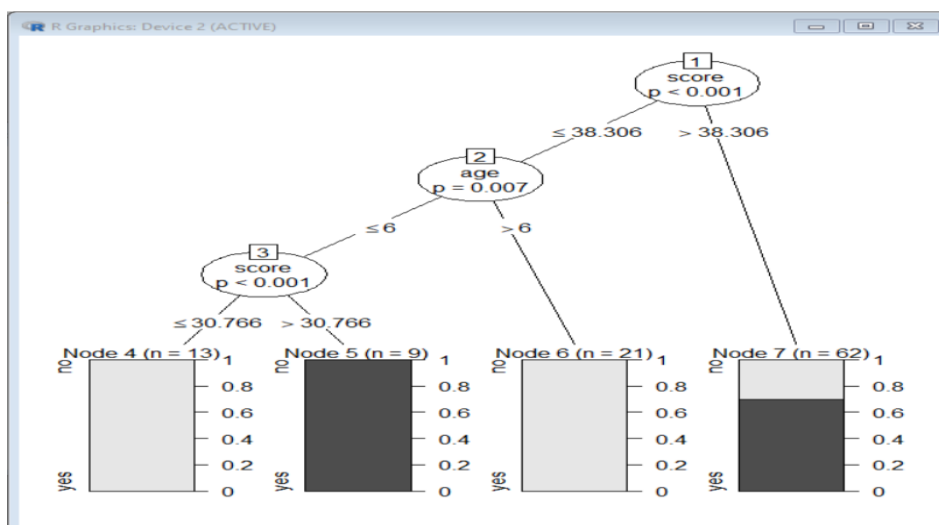 R Graphics: Device 2 (ACTIVE)
1
score
p < 0.001
≤ 38.306
> 38.306
2
age
p = 0.007
≤ 6
> 6
3
score
p < 0.001
≤ 30.766
> 30.766
Node 4 (n = 13)
no
yes
1
0.8
0.6
0.4
0.2
0
Node 5 (n = 9)
no
yes
1
0.8
0.6
0.4
0.2
0
Node 6 (n = 21)
no
yes
1
0.8
0.6
0.4
0.2
0
Node 7 (n = 62)
no
yes
1
0.8
0.6
0.4
0.2
0